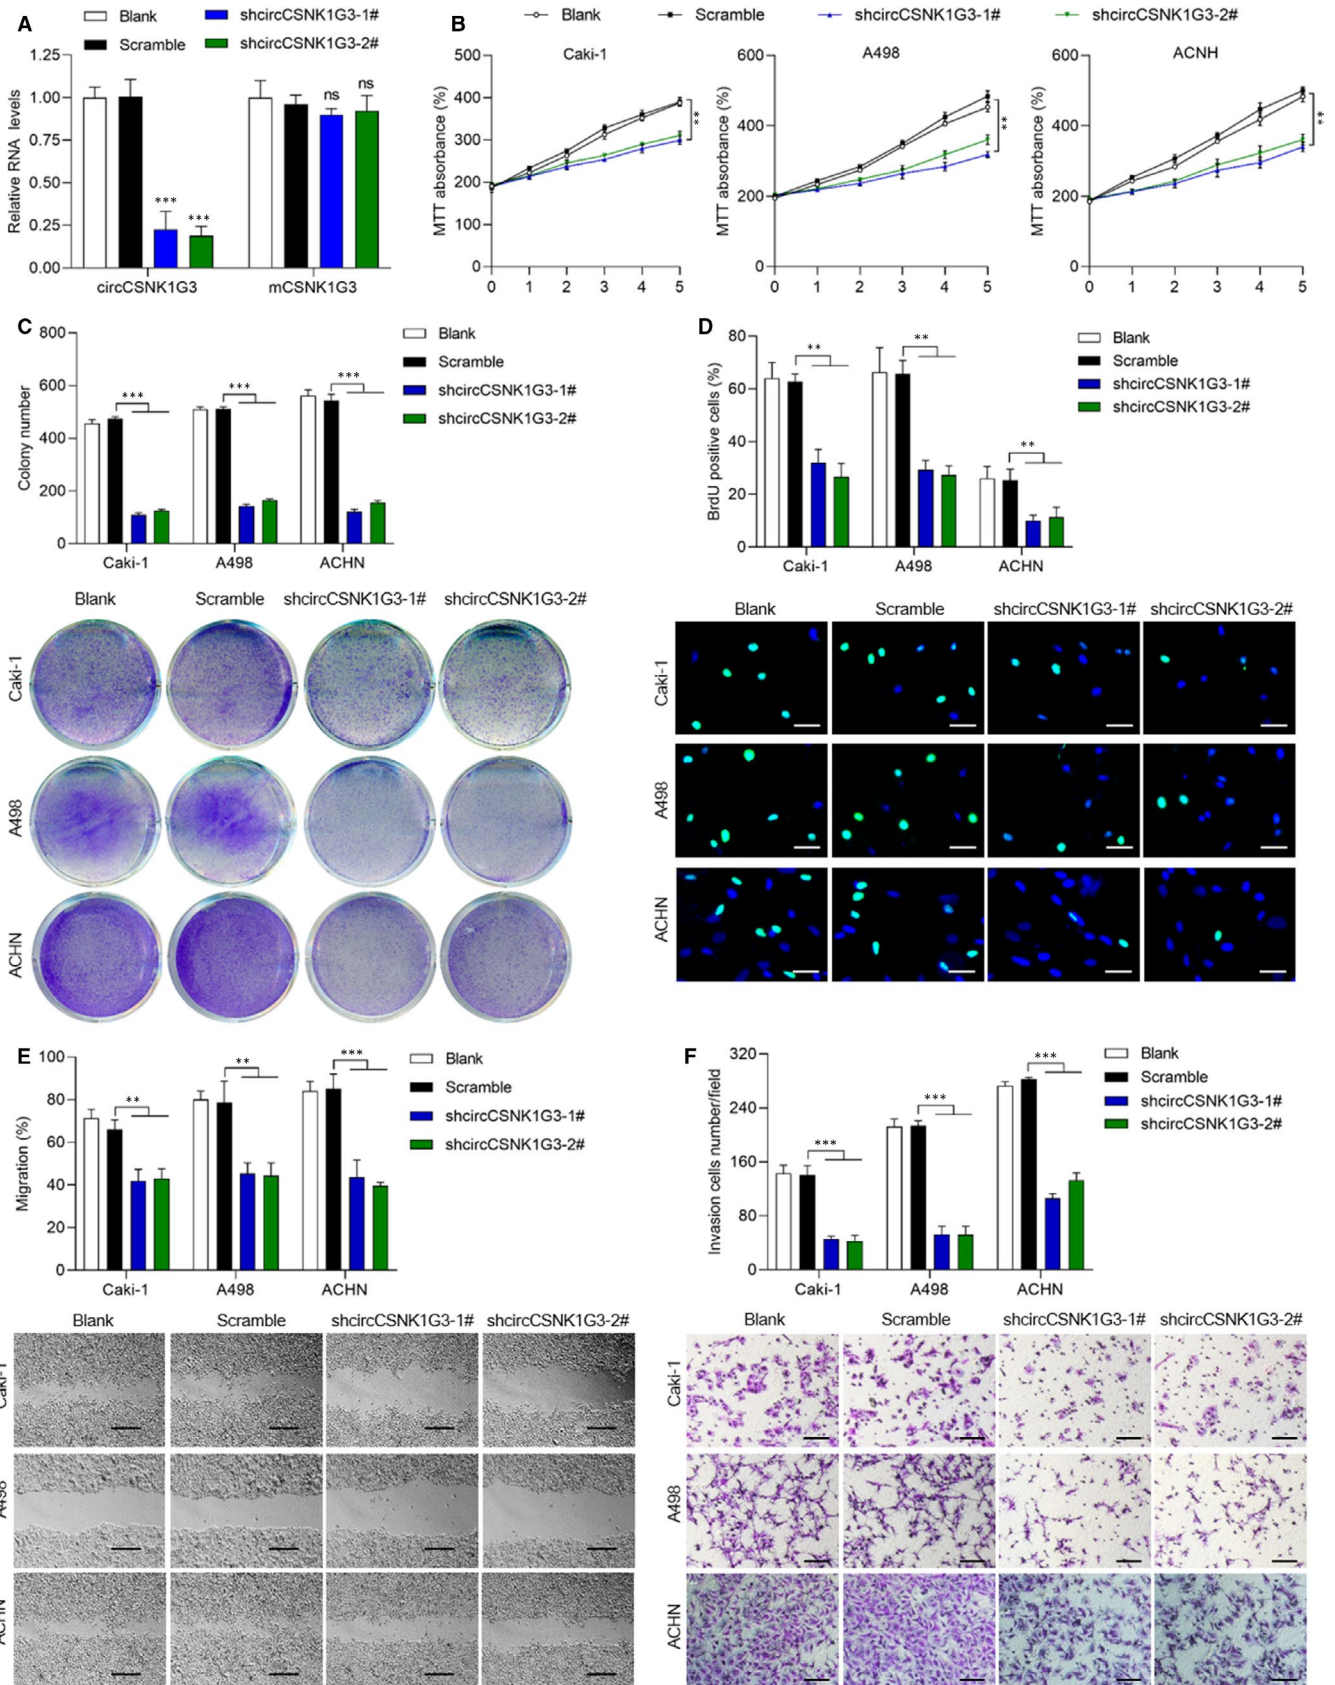 A
Blank
shcircCSNK1G3-1#
Scramble
shcircCSNK1G3-2#
Relative RNA levels
1.25
1.00
0.75
0.50
0.25
0.00
***
***
ns
ns
circCSNK1G3
mCSNK1G3
B
Blank
Scramble
shcircCSNK1G3-1#
shcircCSNK1G3-2#
Caki-1
MTT absorbance (%)
500
400
300
200
100
0
**
0 1 2 3 4 5
A498
MTT absorbance (%)
600
400
200
0
**
0 1 2 3 4 5
ACNH
MTT absorbance (%)
600
400
200
0
**
0 1 2 3 4 5
C
Colony number
800
600
400
200
0
***
***
***
Caki-1 A498 ACHN
Blank
Scramble
shcircCSNK1G3-1#
shcircCSNK1G3-2#
Blank Scramble shcircCSNK1G3-1# shcircCSNK1G3-2#
Caki-1
A498
ACHN
D
BrdU positive cells (%)
80
60
40
20
0
**
**
**
Caki-1 A498 ACHN
Blank
Scramble
shcircCSNK1G3-1#
shcircCSNK1G3-2#
Blank Scramble shcircCSNK1G3-1# shcircCSNK1G3-2#
Caki-1
A498
ACHN
E
Migration (%)
100
80
60
40
20
0
**
**
***
Caki-1 A498 ACHN
Blank
Scramble
shcircCSNK1G3-1#
shcircCSNK1G3-2#
Blank Scramble shcircCSNK1G3-1# shcircCSNK1G3-2#
Caki-1
A498
ACHN
F
Invasion cells number/field
320
240
160
80
0
***
***
***
Caki-1 A498 ACHN
Blank
Scramble
shcircCSNK1G3-1#
shcircCSNK1G3-2#
Blank Scramble shcircCSNK1G3-1# shcircCSNK1G3-2#
Caki-1
A498
ACHN